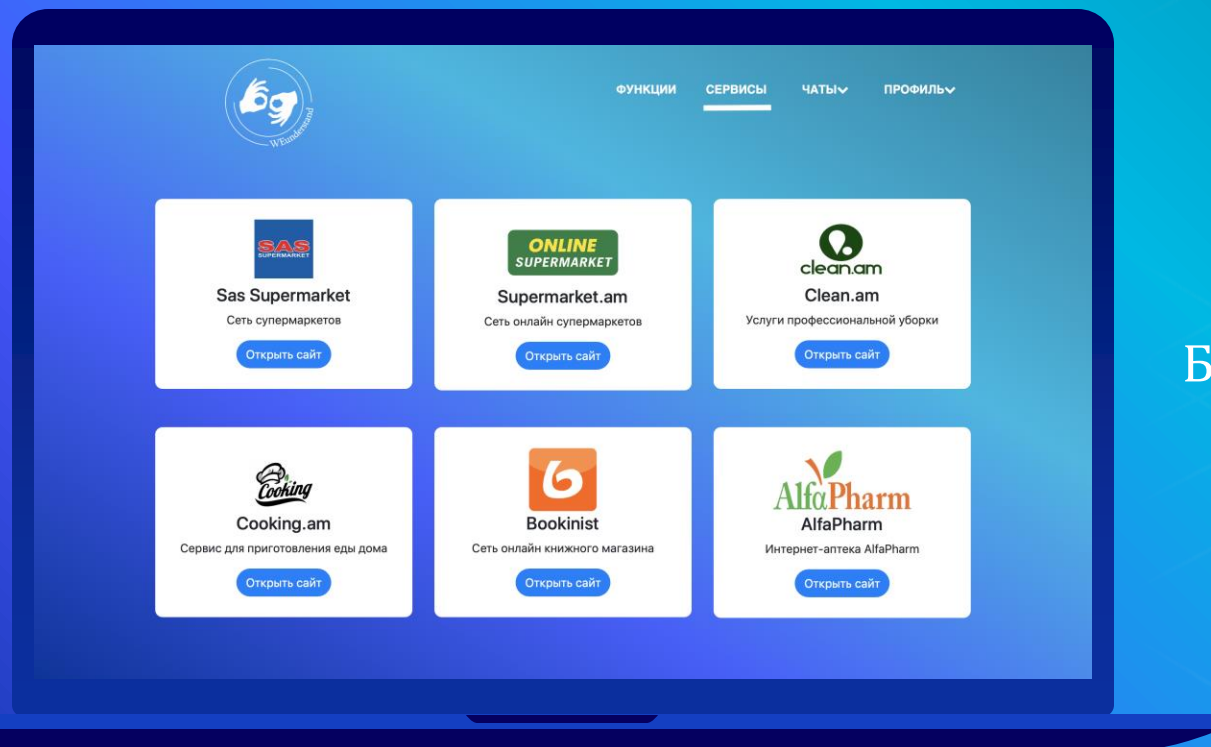 WEunderstand
ФУНКЦИИ СЕРВИСЫ ЧАТЫ ПРОФИЛЬ
SAS
SUPERMARKET
Sas Supermarket
Сеть супермаркетов
Открыть сайт
ONLINE
SUPERMARKET
Supermarket.am
Сеть онлайн супермаркетов
Открыть сайт
clean.am
Clean.am
Услуги профессиональной уборки
Открыть сайт
Cooking
Cooking.am
Сервис для приготовления еды дома
Открыть сайт
Bookinist
Сеть онлайн книжного магазина
Открыть сайт
AlfaPharm
AlfaPharm
Интернет-аптека AlfaPharm
Открыть сайт
Б